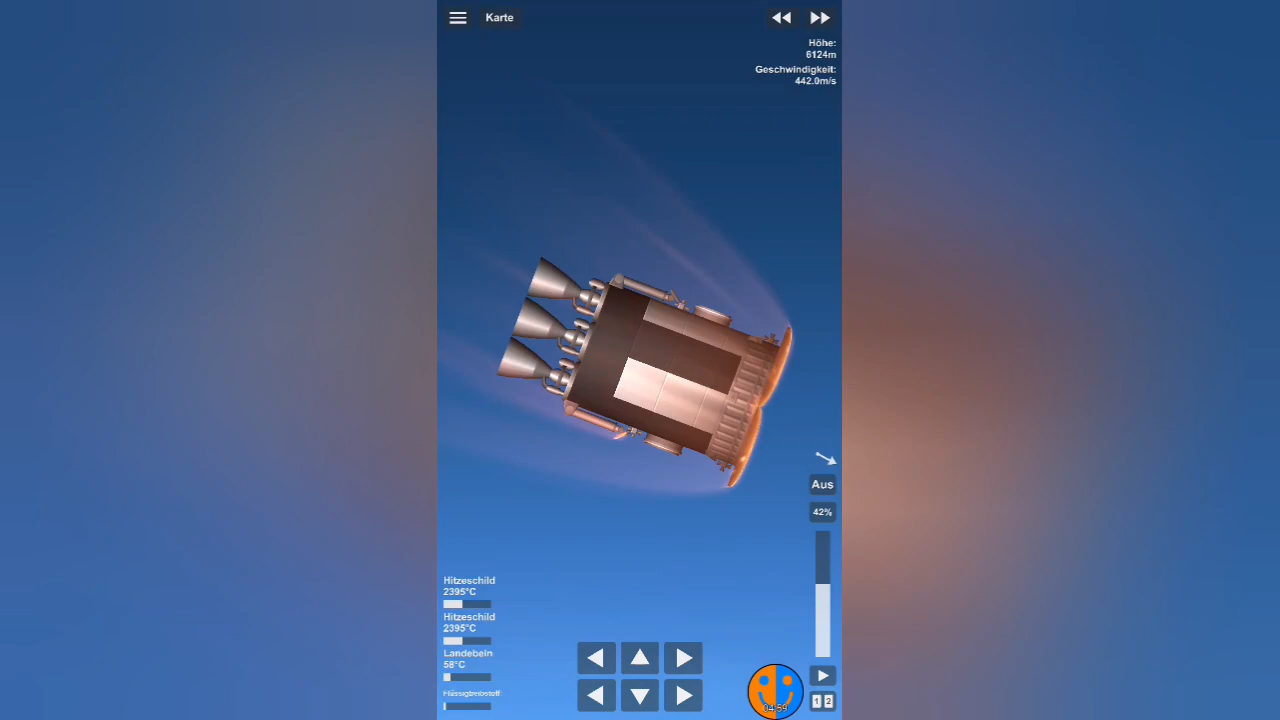 Karte
Höhe:
6124m
Geschwindigkeit:
442.0m/s
Aus
42%
Hitzeschild
2395°C
Hitzeschild
2395°C
Landebein
58°C
Flüssigtreibstoff
04:59
1 2